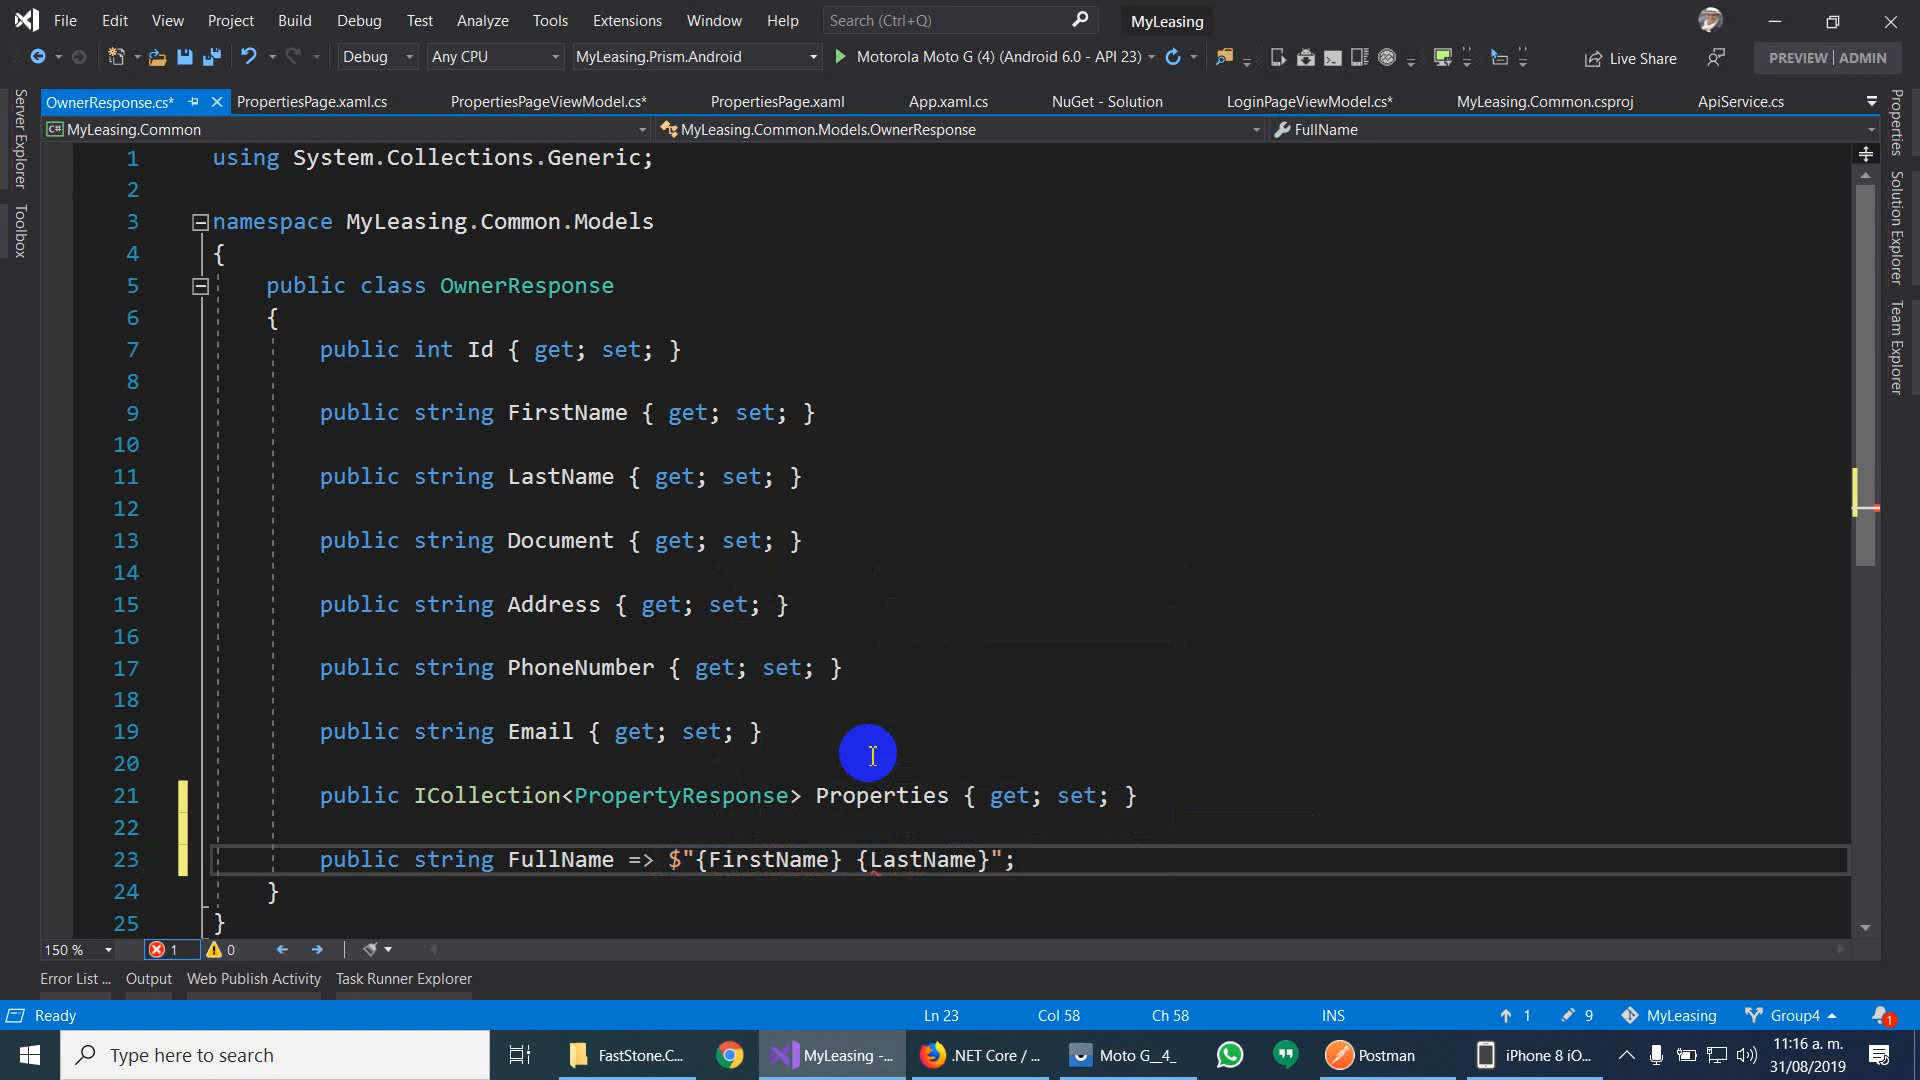 File Edit View Project Build Debug Test Analyze Tools Extensions Window Help Search (Ctrl+Q) MyLeasing
Debug Any CPU MyLeasing.Prism.Android Motorola Moto G (4) (Android 6.0 - API 23) Live Share PREVIEW | ADMIN
OwnerResponse.cs* PropertiesPage.xaml.cs PropertiesPageViewModel.cs* PropertiesPage.xaml App.xaml.cs NuGet - Solution LoginPageViewModel.cs* MyLeasing.Common.csproj ApiService.cs
C# MyLeasing.Common MyLeasing.Common.Models.OwnerResponse FullName
Server Explorer
Toolbox
Properties
Solution Explorer
Team Explorer
1 using System.Collections.Generic;
2
3 namespace MyLeasing.Common.Models
4 {
5 public class OwnerResponse
6 {
7 public int Id { get; set; }
8
9 public string FirstName { get; set; }
10
11 public string LastName { get; set; }
12
13 public string Document { get; set; }
14
15 public string Address { get; set; }
16
17 public string PhoneNumber { get; set; }
18
19 public string Email { get; set; }
20
21 public ICollection<PropertyResponse> Properties { get; set; }
22
23 public string FullName => $"{FirstName} {LastName}";
24 }
25 }
150 % 1 0
Error List ... Output Web Publish Activity Task Runner Explorer
Ready Ln 23 Col 58 Ch 58 INS 1 9 MyLeasing Group4 1
Type here to search FastStone.C... MyLeasing -... .NET Core / ... Moto G__4_ Postman iPhone 8 iO... 11:16 a. m.
31/08/2019